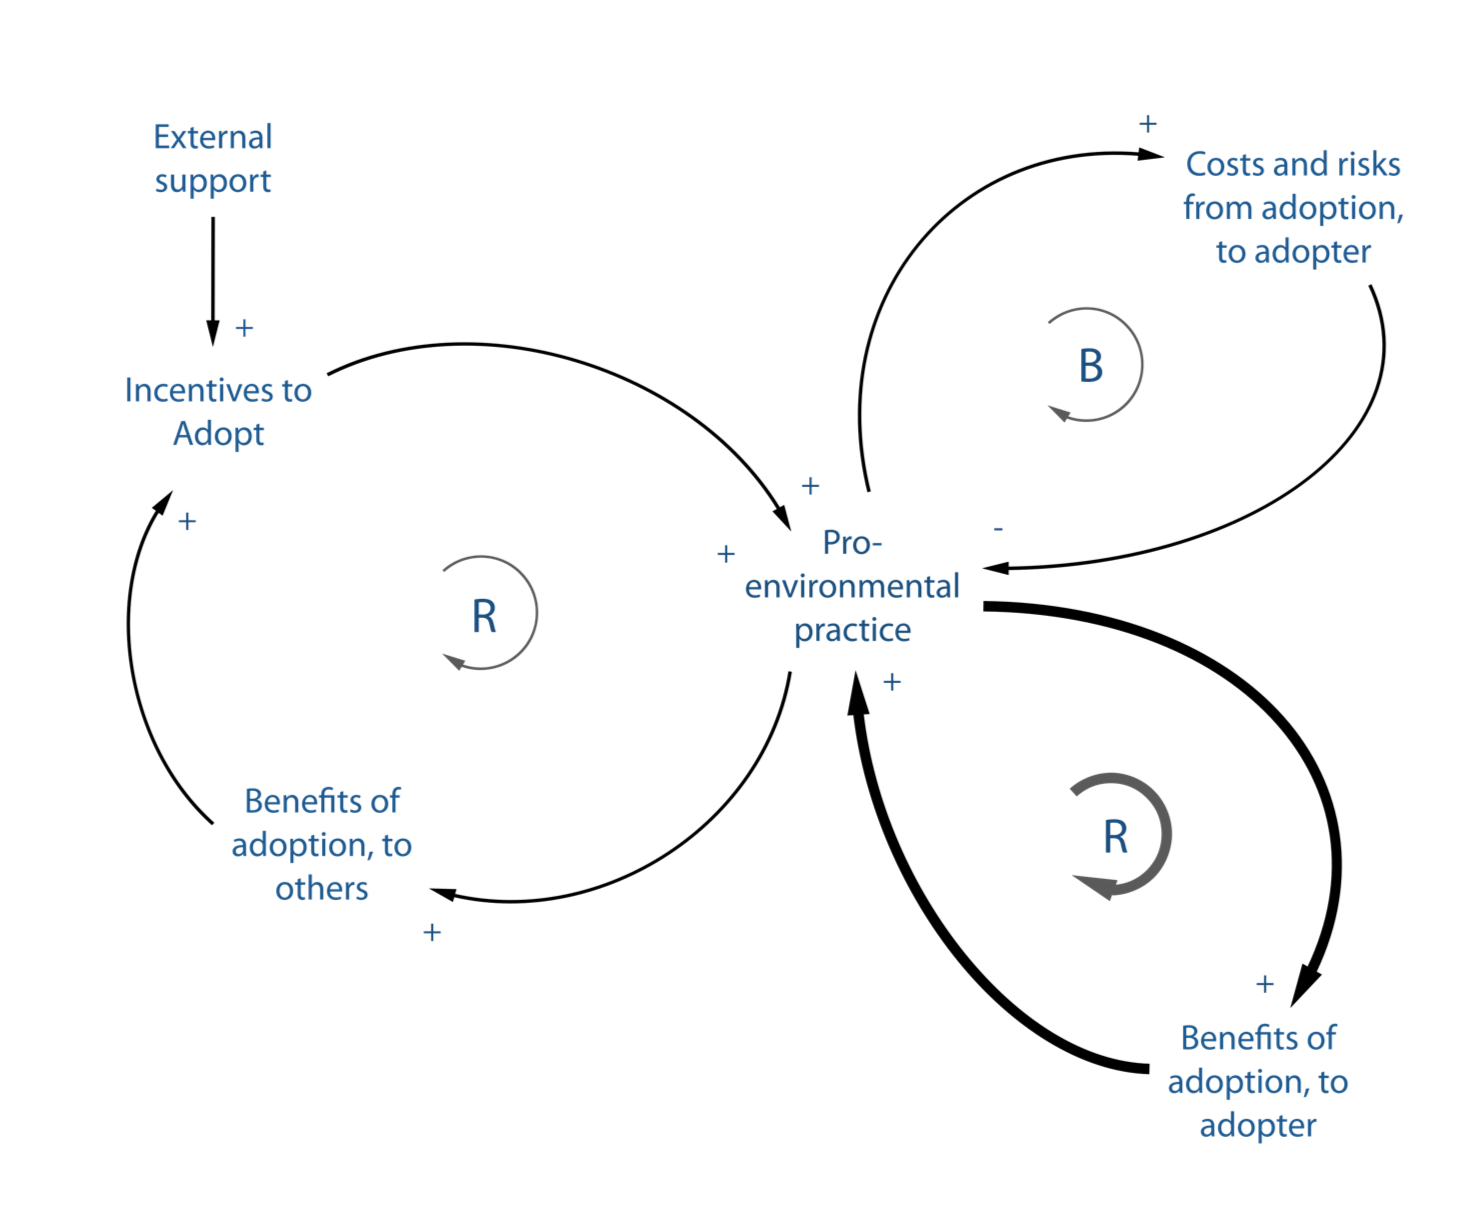 External
support
+
Incentives to
Adopt
+
R
Benefits of
adoption, to
others
+
+
+
Pro-
environmental
practice
+
-
B
+
Costs and risks
from adoption,
to adopter
R
+
Benefits of
adoption, to
adopter